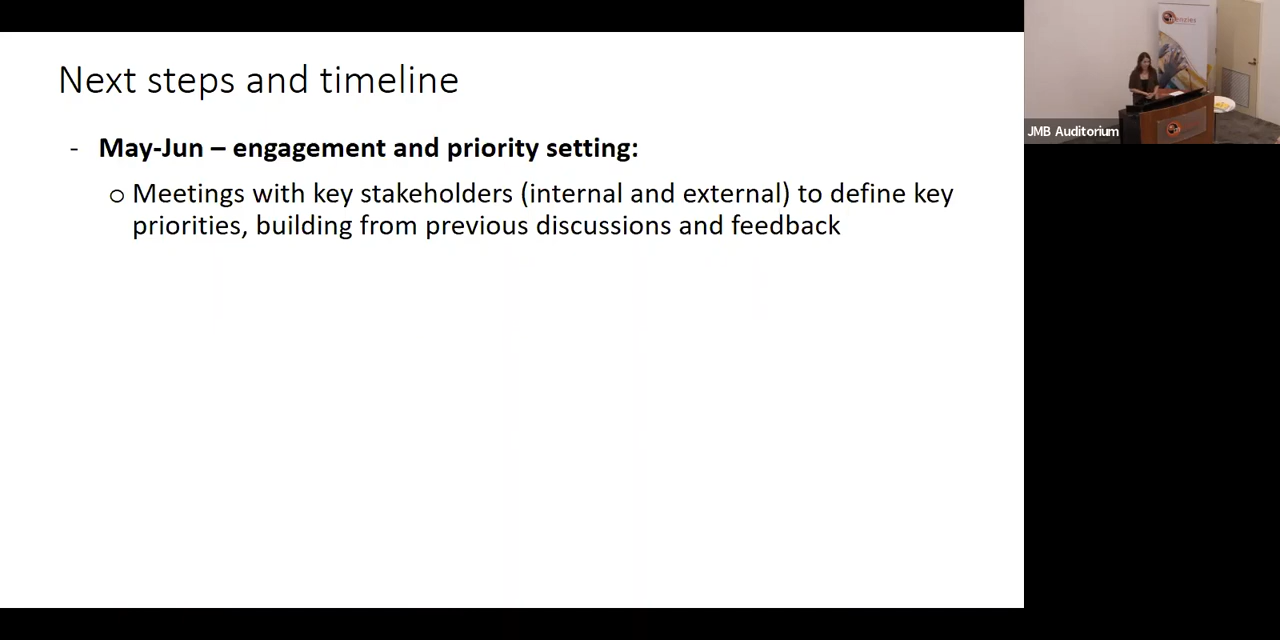 Next steps and timeline
- May-Jun – engagement and priority setting:
o Meetings with key stakeholders (internal and external) to define key
priorities, building from previous discussions and feedback
JMB Auditorium